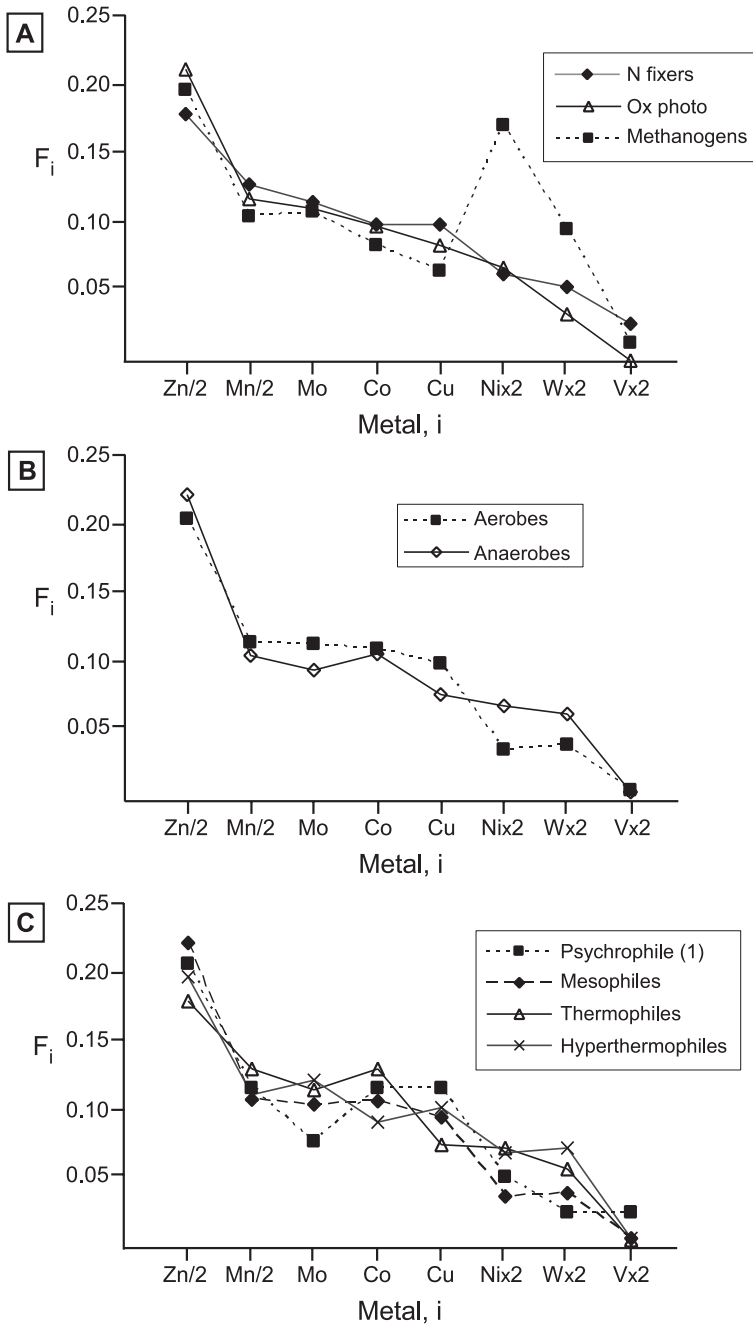 A
0.25
0.20
0.15
0.10
0.05
F i
N fixers
Ox photo
Methanogens
Zn/2 Mn/2 Mo Co Cu Nix2 Wx2 Vx2
Metal, i
B
0.25
0.20
0.15
0.10
0.05
F i
Aerobes
Anaerobes
Zn/2 Mn/2 Mo Co Cu Nix2 Wx2 Vx2
Metal, i
C
0.25
0.20
0.15
0.10
0.05
F i
Psychrophile (1)
Mesophiles
Thermophiles
Hyperthermophiles
Zn/2 Mn/2 Mo Co Cu Nix2 Wx2 Vx2
Metal, i